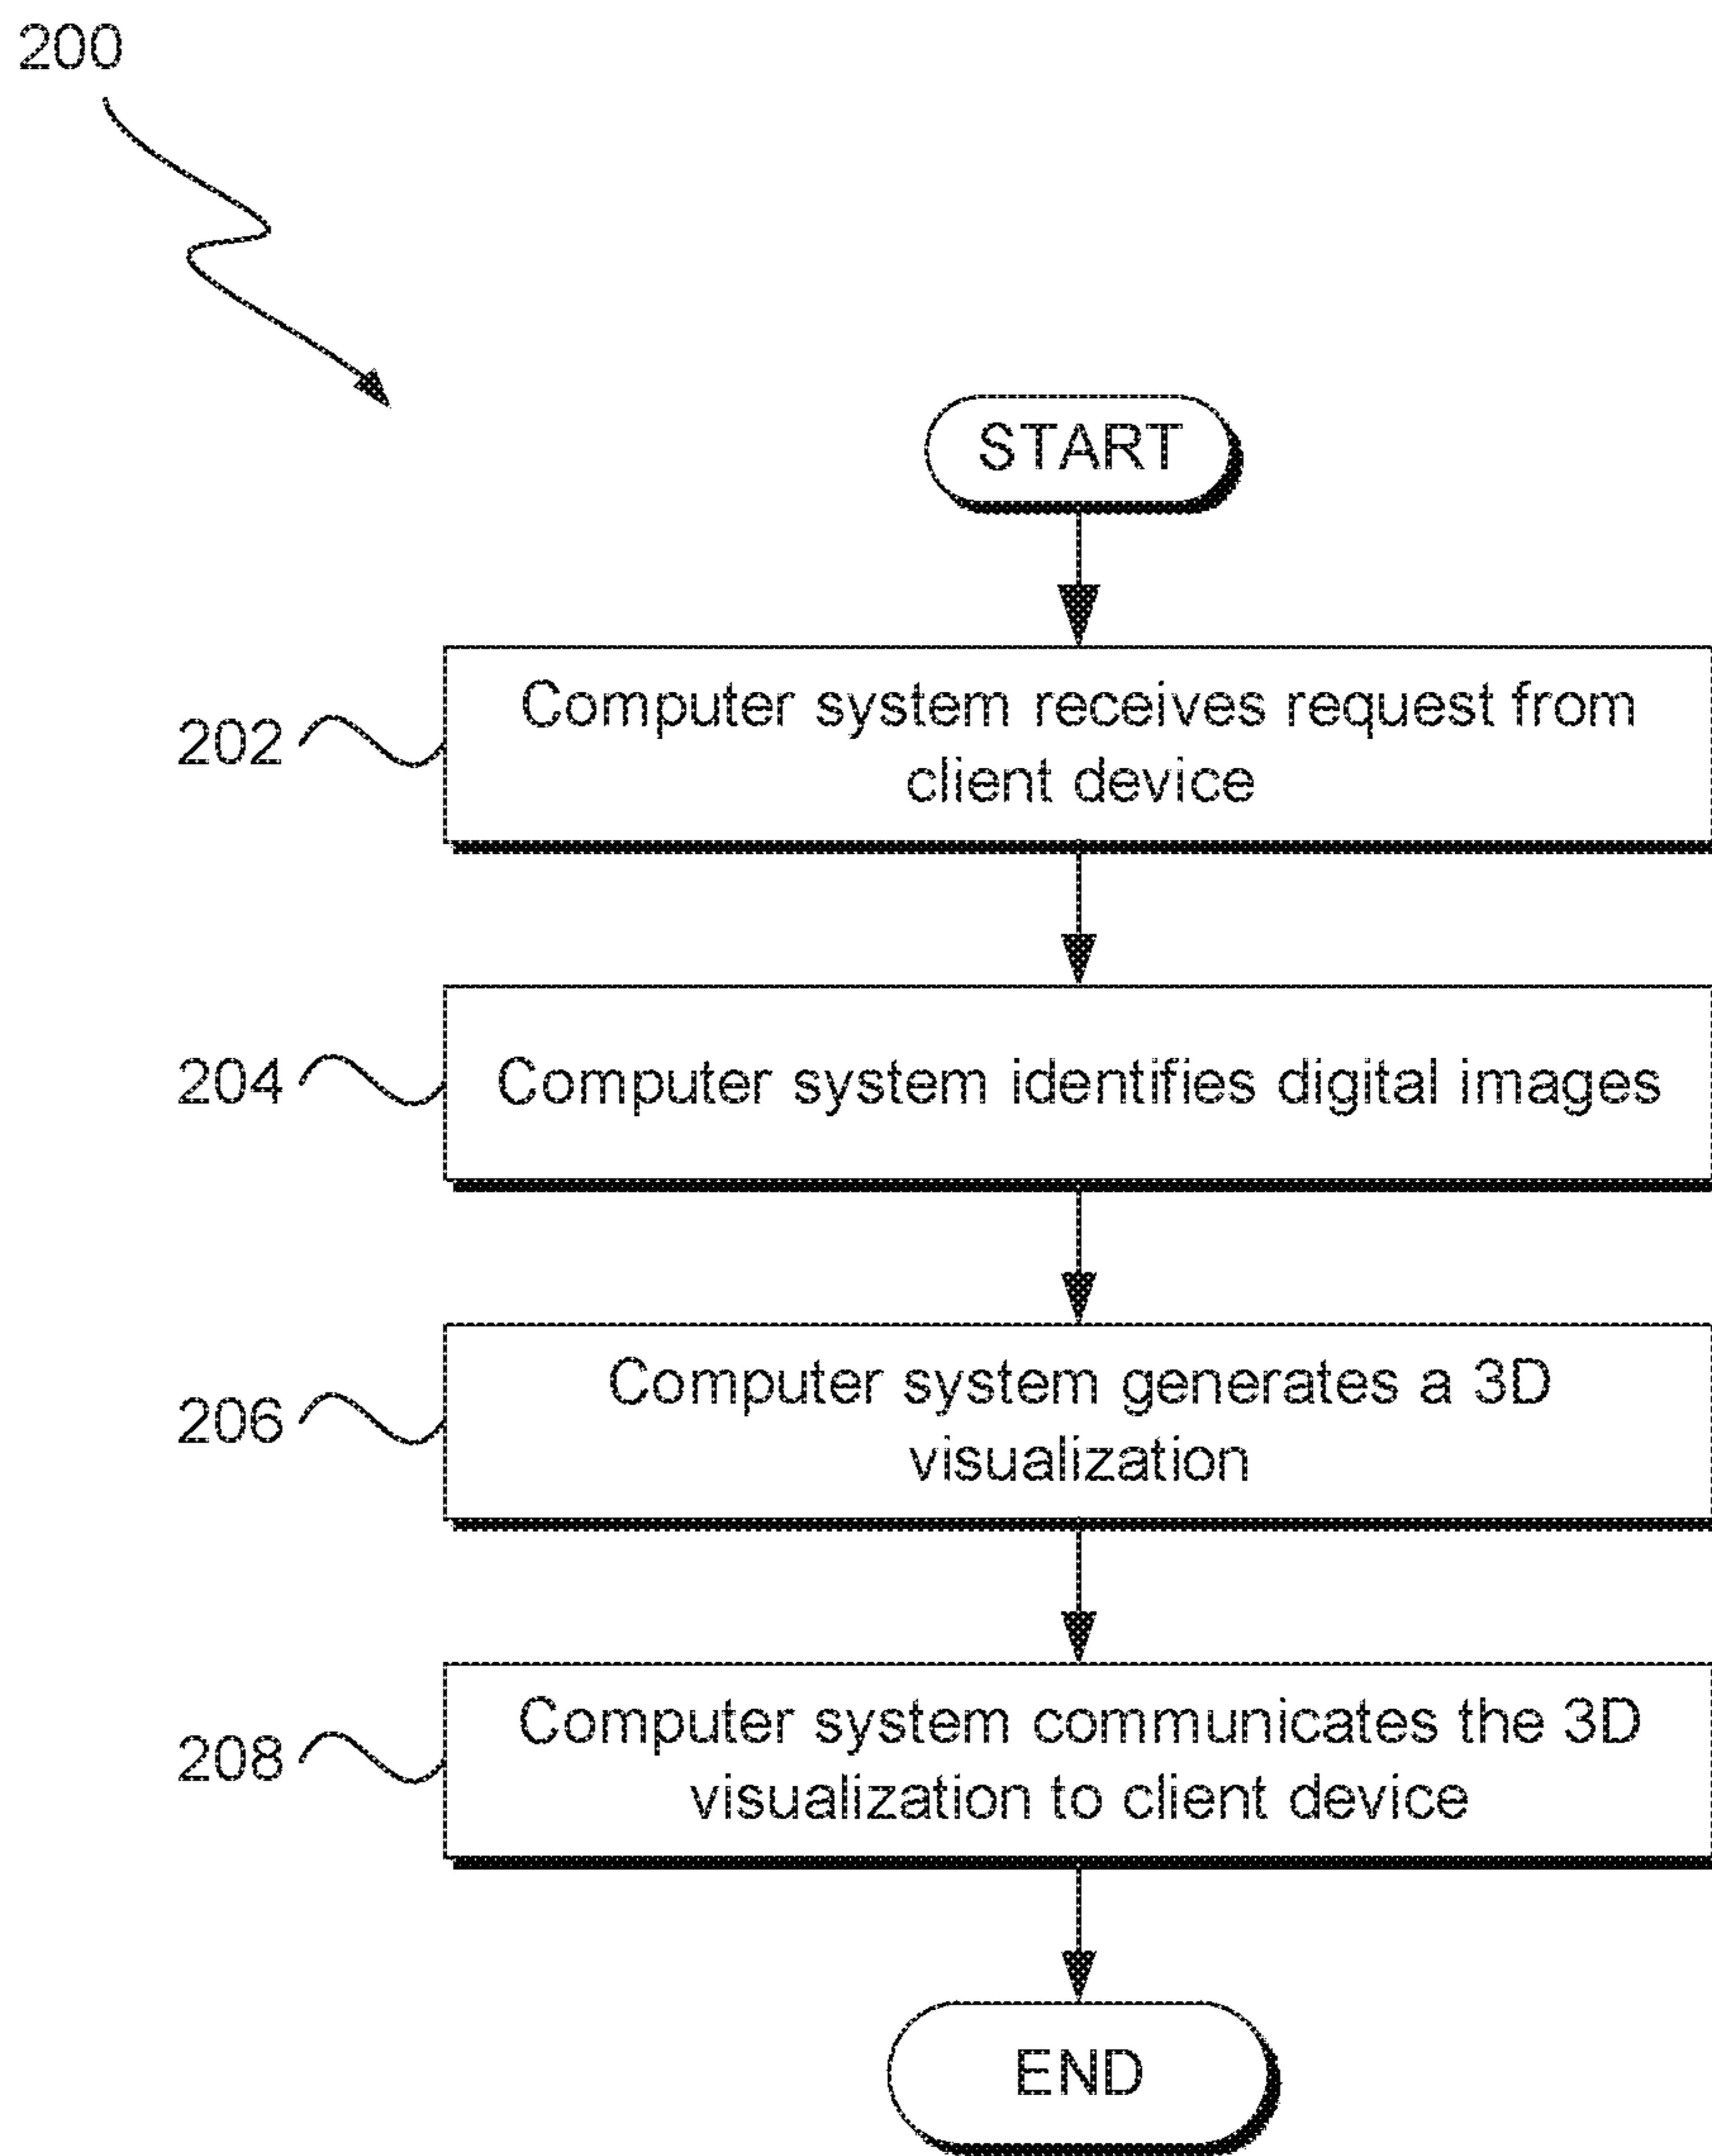 200
START
202
Computer system receives request from
client device
204
Computer system identifies digital images
206
Computer system generates a 3D
visualization
208
Computer system communicates the 3D
visualization to client device
END